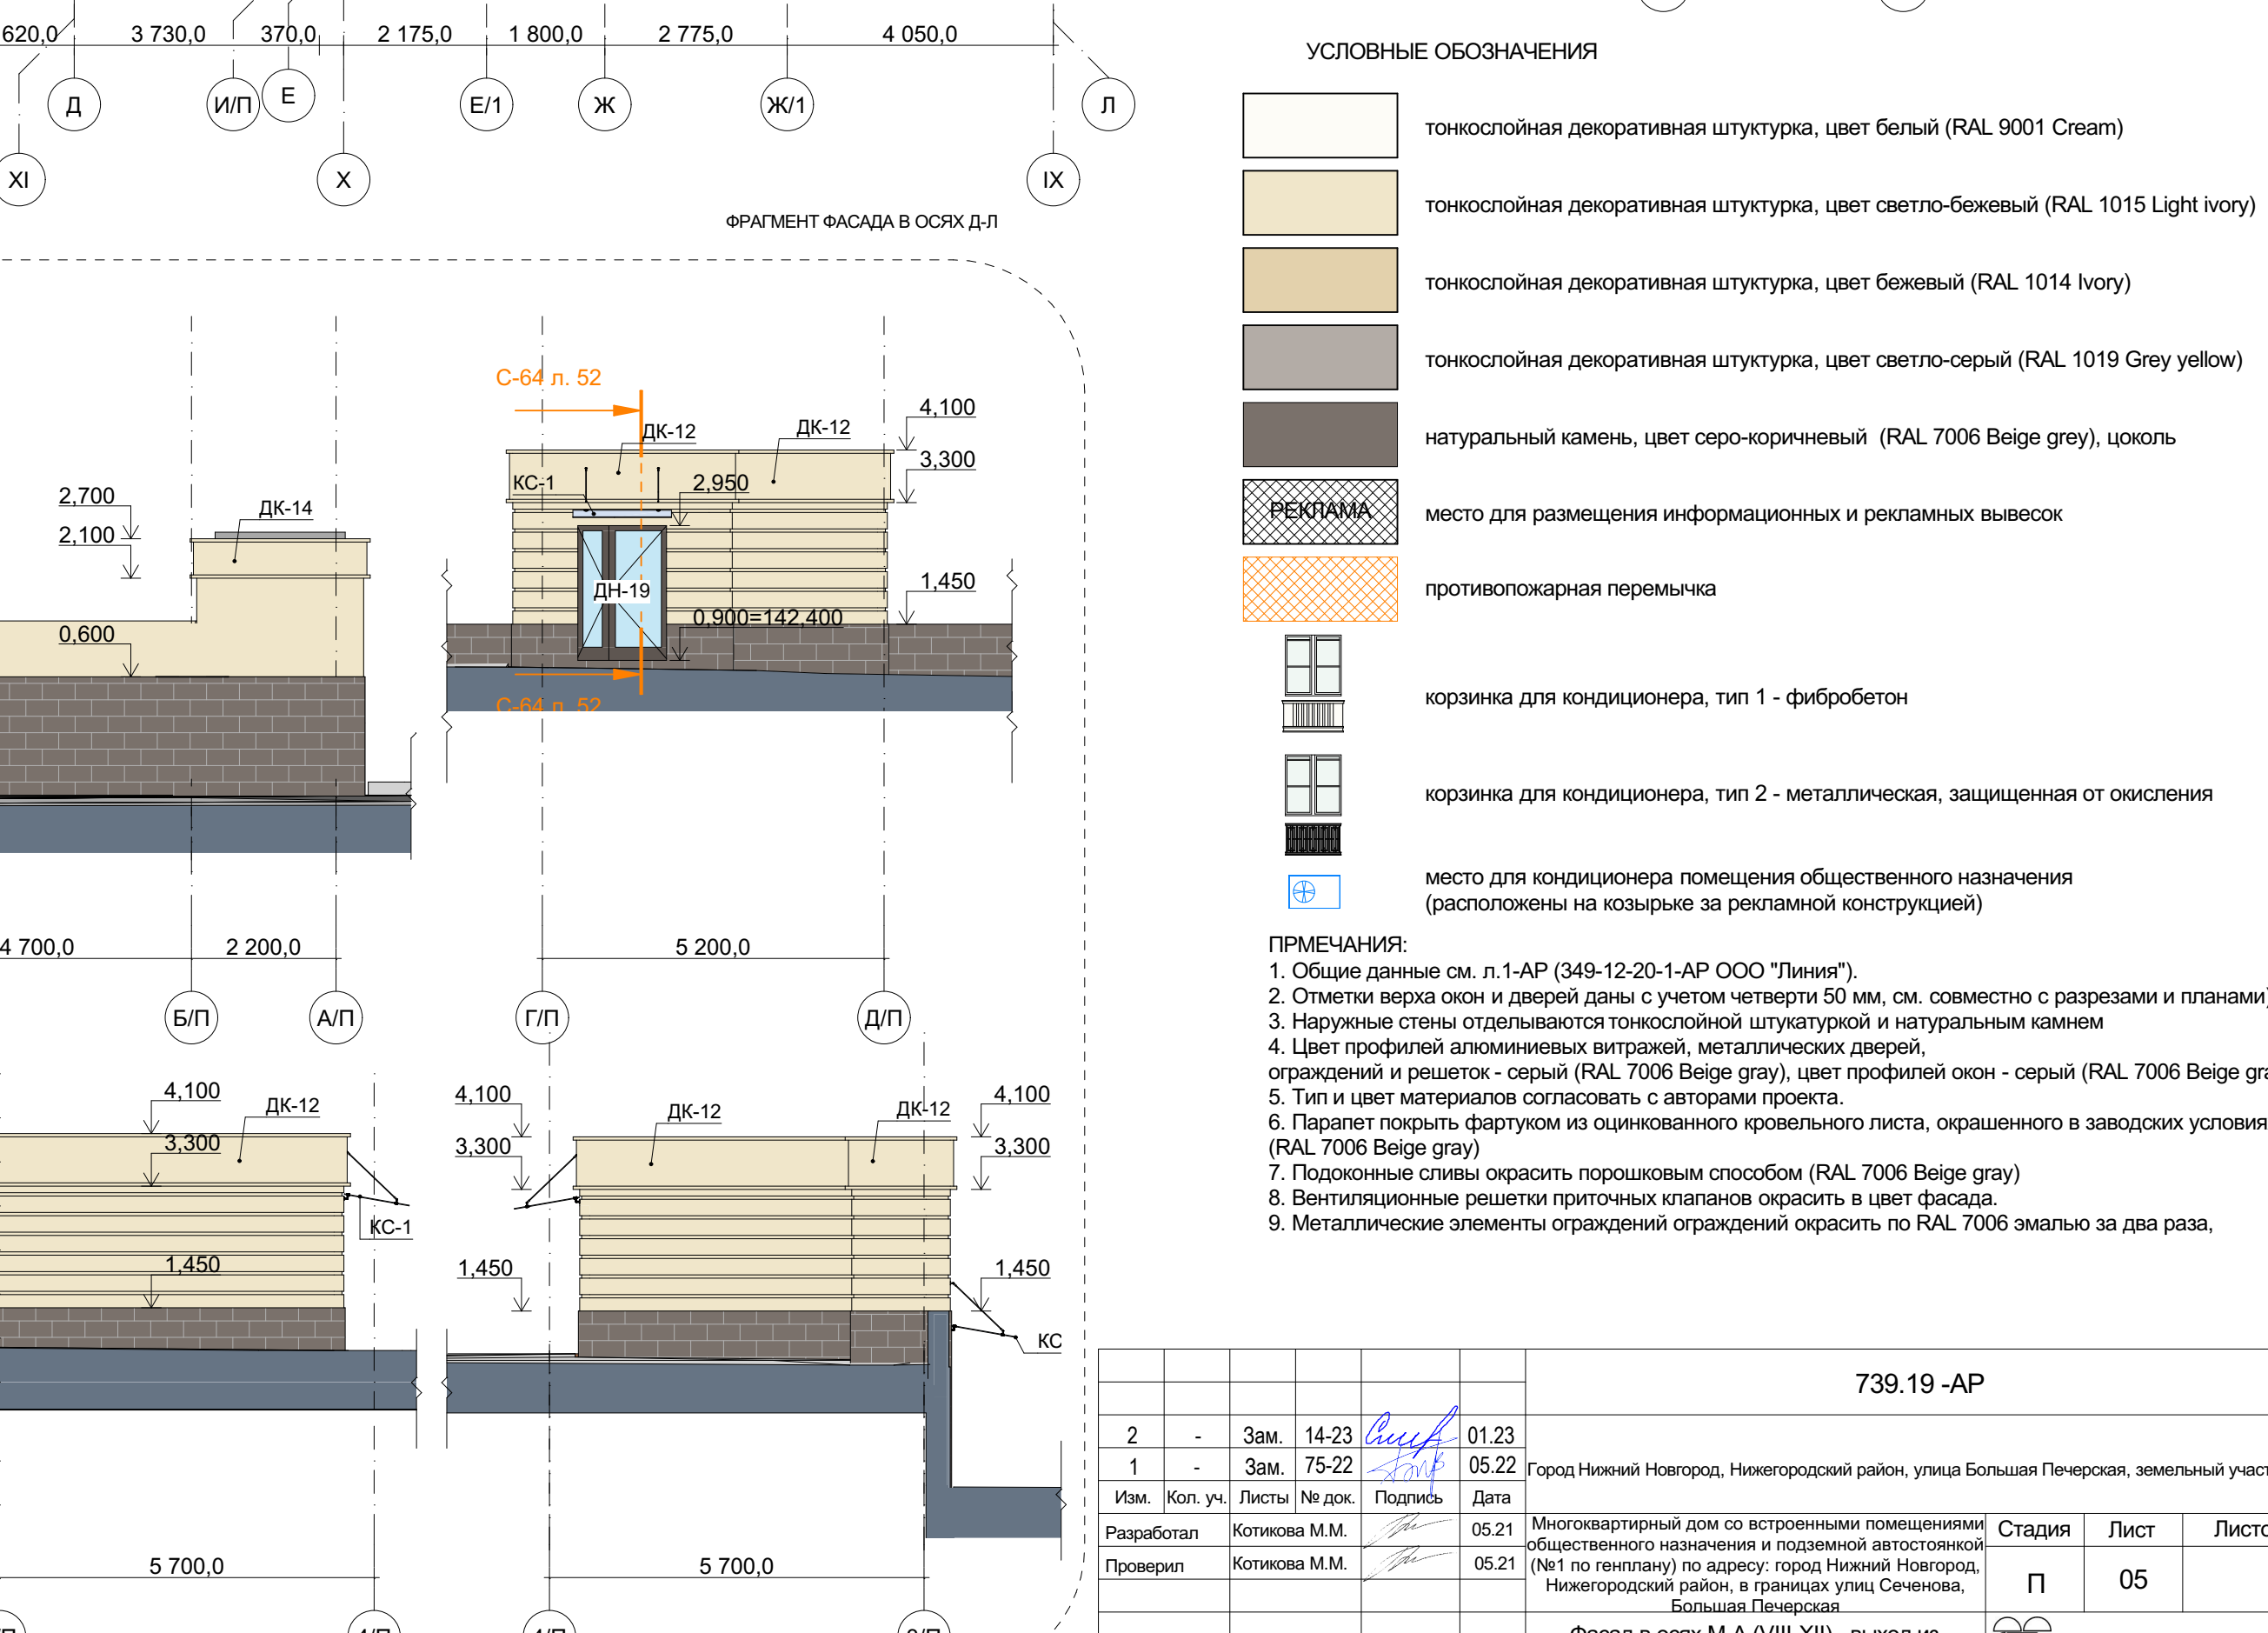 620,0 3 730,0 370,0 2 175,0 1 800,0 2 775,0 4 050,0
Д И/П Е Е/1 Ж Ж/1 Л
XI X IX
ФРАГМЕНТ ФАСАДА В ОСЯХ Д-Л
С-64 л. 52
ДК-12 ДК-12 4,100
КС-1 2,950 3,300
2,700 ДК-14
2,100
ДН-19 1,450
0,600 0,900=142,400
С-64 л. 52
4 700,0 2 200,0 5 200,0
Б/П А/П Г/П Д/П
4,100 ДК-12 4,100 ДК-12 ДК-12 4,100
3,300 3,300 3,300
КС-1
1,450 1,450 1,450
КС
5 700,0 5 700,0
УСЛОВНЫЕ ОБОЗНАЧЕНИЯ
тонкослойная декоративная штуктурка, цвет белый (RAL 9001 Cream)
тонкослойная декоративная штуктурка, цвет светло-бежевый (RAL 1015 Light ivory)
тонкослойная декоративная штуктурка, цвет бежевый (RAL 1014 Ivory)
тонкослойная декоративная штуктурка, цвет светло-серый (RAL 1019 Grey yellow)
натуральный камень, цвет серо-коричневый (RAL 7006 Beige grey), цоколь
РЕКЛАМА место для размещения информационных и рекламных вывесок
противопожарная перемычка
корзинка для кондиционера, тип 1 - фибробетон
корзинка для кондиционера, тип 2 - металлическая, защищенная от окисления
место для кондиционера помещения общественного назначения
(расположены на козырьке за рекламной конструкцией)
ПРМЕЧАНИЯ:
1. Общие данные см. л.1-АР (349-12-20-1-АР ООО "Линия").
2. Отметки верха окон и дверей даны с учетом четверти 50 мм, см. совместно с разрезами и планами)
3. Наружные стены отделываются тонкослойной штукатуркой и натуральным камнем
4. Цвет профилей алюминиевых витражей, металлических дверей,
ограждений и решеток - серый (RAL 7006 Beige gray), цвет профилей окон - серый (RAL 7006 Beige gra
5. Тип и цвет материалов согласовать с авторами проекта.
6. Парапет покрыть фартуком из оцинкованного кровельного листа, окрашенного в заводских условия
(RAL 7006 Beige gray)
7. Подоконные сливы окрасить порошковым способом (RAL 7006 Beige gray)
8. Вентиляционные решетки приточных клапанов окрасить в цвет фасада.
9. Металлические элементы ограждений ограждений окрасить по RAL 7006 эмалью за два раза,
739.19 -АР
2 - Зам. 14-23 01.23
1 - Зам. 75-22 05.22
Город Нижний Новгород, Нижегородский район, улица Большая Печерская, земельный участ
Изм. Кол. уч. Листы № док. Подпись Дата
Разработал Котикова М.М. 05.21
Проверил Котикова М.М. 05.21
Многоквартирный дом со встроенными помещениями
общественного назначения и подземной автостоянкой
(№1 по генплану) по адресу: город Нижний Новгород,
Нижегородский район, в границах улиц Сеченова,
Большая Печерская
Стадия Лист Листо
П 05
Фасад в осях М-А (VIII-XII), выход из